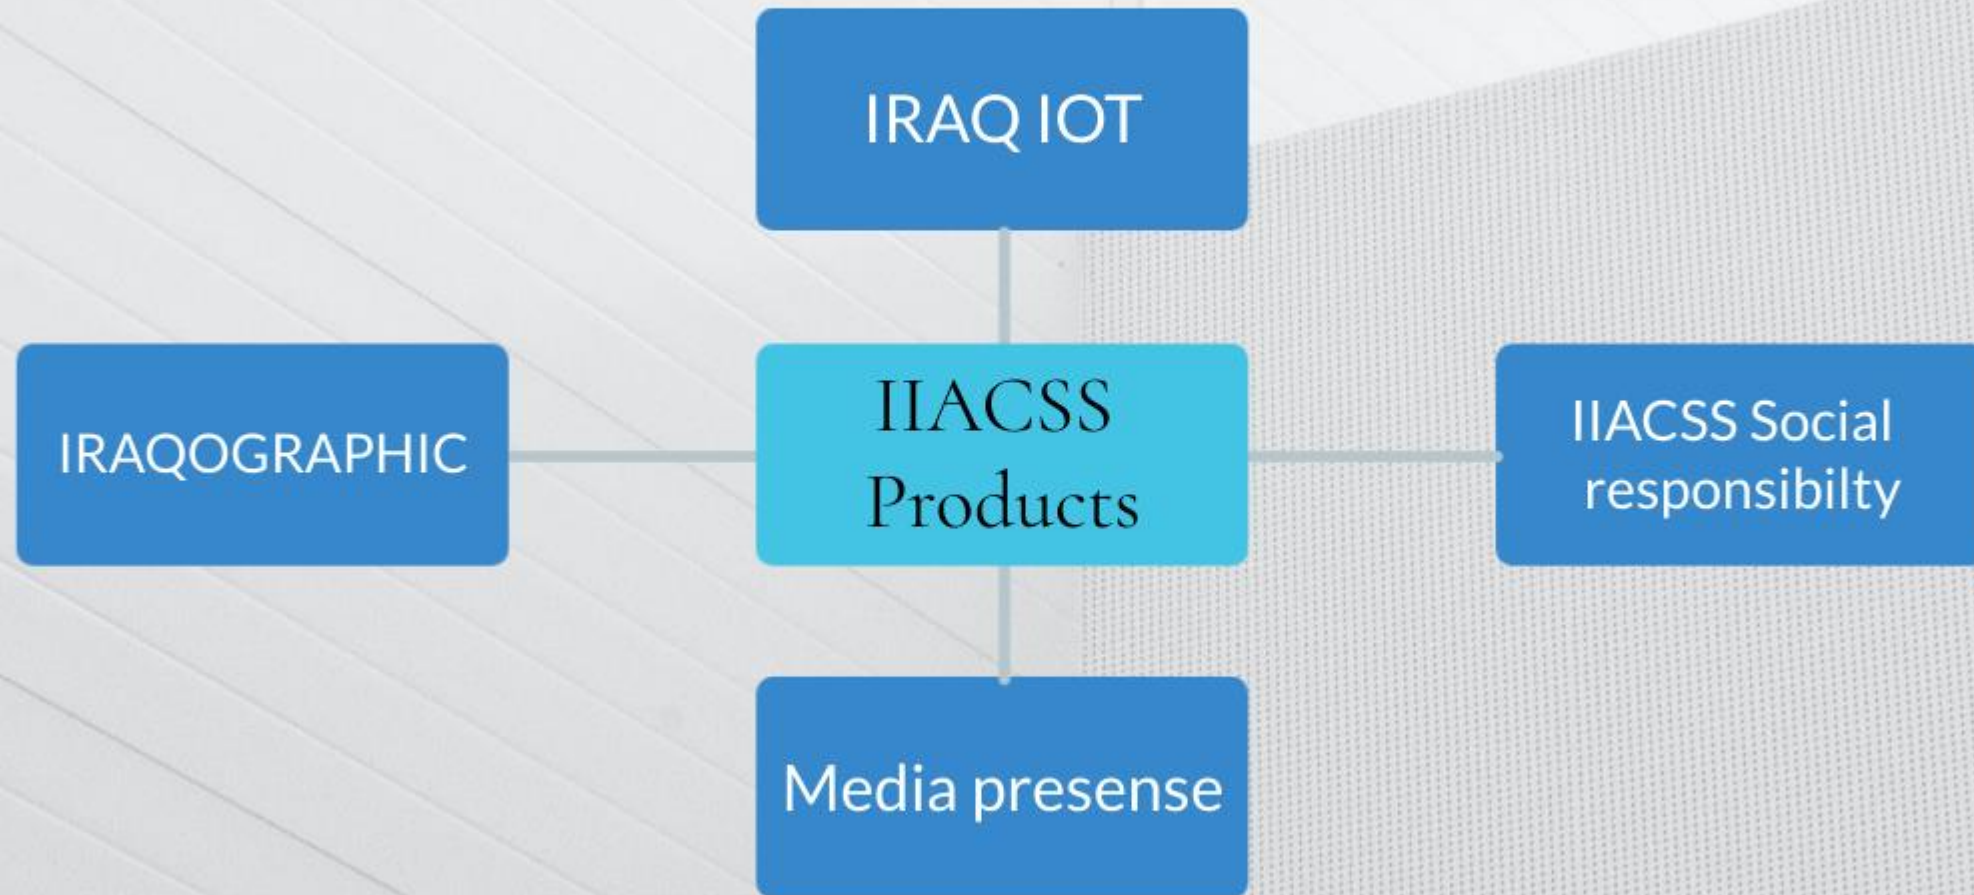 IRAQ IOT
IRAQOGRAPHIC
IIACSS
Products
IIACSS Social
responsibilty
Media presense